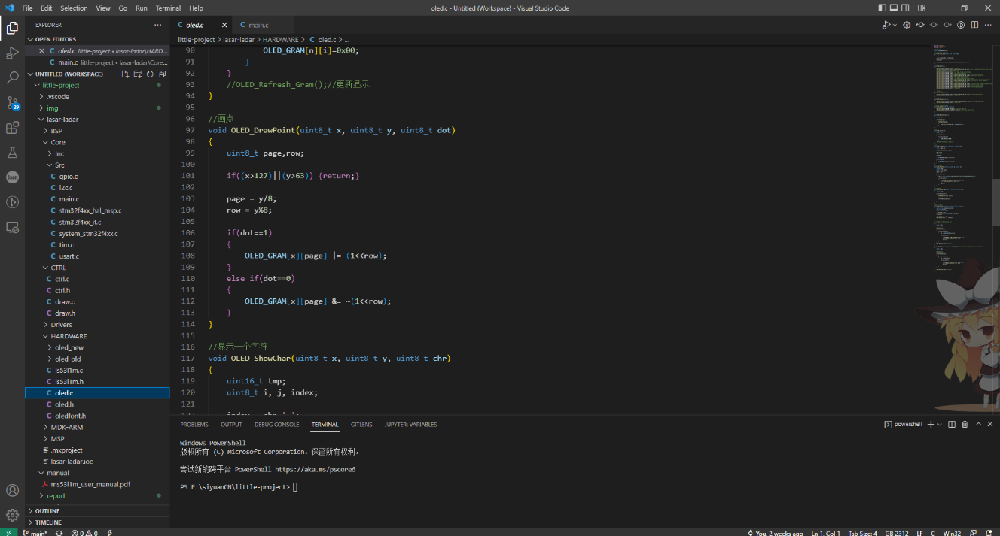 File Edit Selection View Go Run Terminal Help
oled.c - Untitled (Workspace) - Visual Studio Code
EXPLORER
OPEN EDITORS
oled.c little-project • lasar-ladar\HARD...
main.c little-project • lasar-ladar\Core...
UNTITLED (WORKSPACE)
little-project
.vscode
img
lasar-ladar
BSP
Core
Inc
Src
gpio.c
i2c.c
main.c
stm32f4xx_hal_msp.c
stm32f4xx_it.c
system_stm32f4xx.c
tim.c
usart.c
CTRL
ctrl.c
ctrl.h
draw.c
draw.h
Drivers
HARDWARE
oled_new
oled_old
ls53l1m.c
ls53l1m.h
oled.c
oled.h
oledfont.h
MDK-ARM
MSP
.mxproject
lasar-ladar.ioc
manual
ms53l1m_user_manual.pdf
report
OUTLINE
TIMELINE
29
Json
oled.c
main.c
little-project > lasar-ladar > HARDWARE > C oled.c > ...
90 OLED_GRAM[n][i]=0x00;
91 }
92 }
93 //OLED_Refresh_Gram();//更新显示
94 }
95
96 //画点
97 void OLED_DrawPoint(uint8_t x, uint8_t y, uint8_t dot)
98 {
99 uint8_t page,row;
100
101 if((x>127)||(y>63)) {return;}
102
103 page = y/8;
104 row = y%8;
105
106 if(dot==1)
107 {
108 OLED_GRAM[x][page] |= (1<<row);
109 }
110 else if(dot==0)
111 {
112 OLED_GRAM[x][page] &= ~(1<<row);
113 }
114 }
115
116 //显示一个字符
117 void OLED_ShowChar(uint8_t x, uint8_t y, uint8_t chr)
118 {
119 uint16_t tmp;
120 uint8_t i, j, index;
121
PROBLEMS OUTPUT DEBUG CONSOLE TERMINAL GITLENS JUPYTER: VARIABLES
powershell
Windows PowerShell
版权所有 (C) Microsoft Corporation。保留所有权利。
尝试新的跨平台 PowerShell https://aka.ms/pscore6
PS E:\siyuanCN\little-project>
main* 0 0 You, 2 weeks ago Ln 1, Col 1 Tab Size: 4 GB 2312 LF C Win32